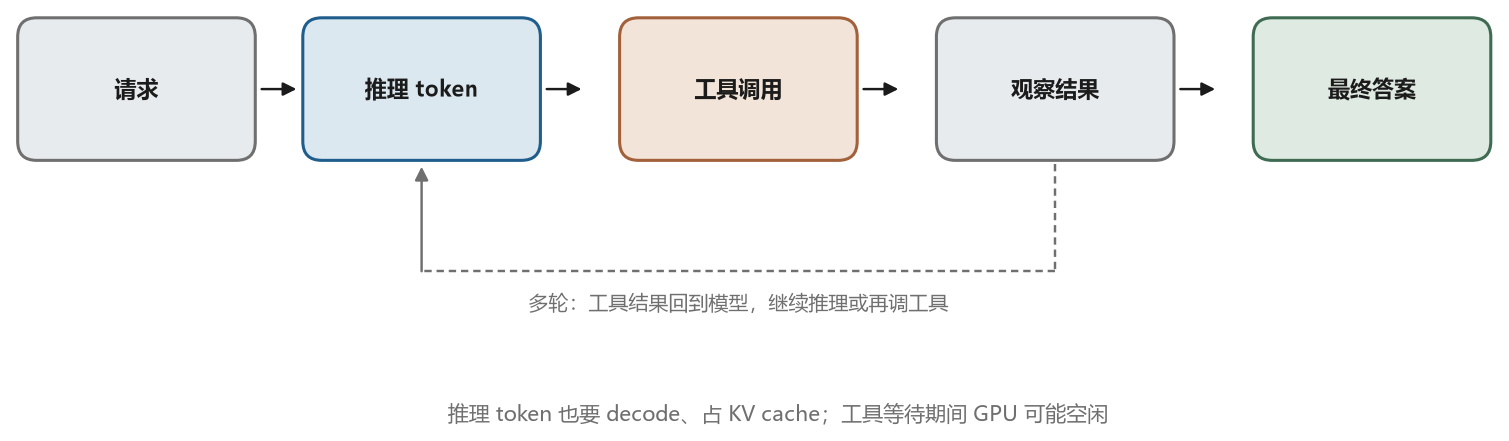 请求
推理 token
工具调用
观察结果
最终答案
多轮：工具结果回到模型，继续推理或再调工具
推理 token 也要 decode、占 KV cache；工具等待期间 GPU 可能空闲